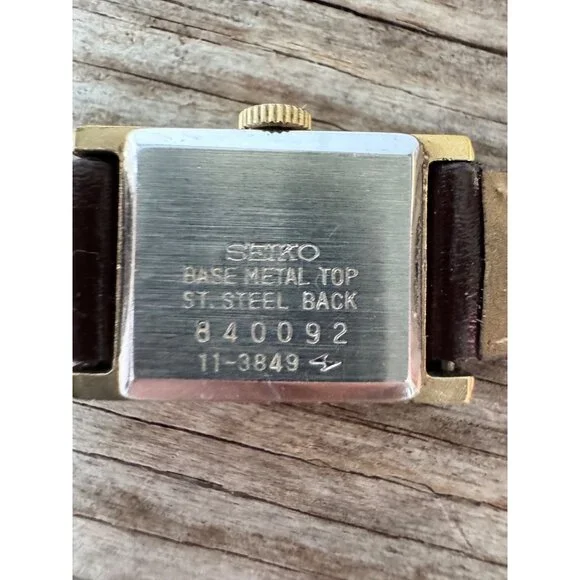 SEIKO
BASE METAL TOP
ST. STEEL BACK
840092
11-3849